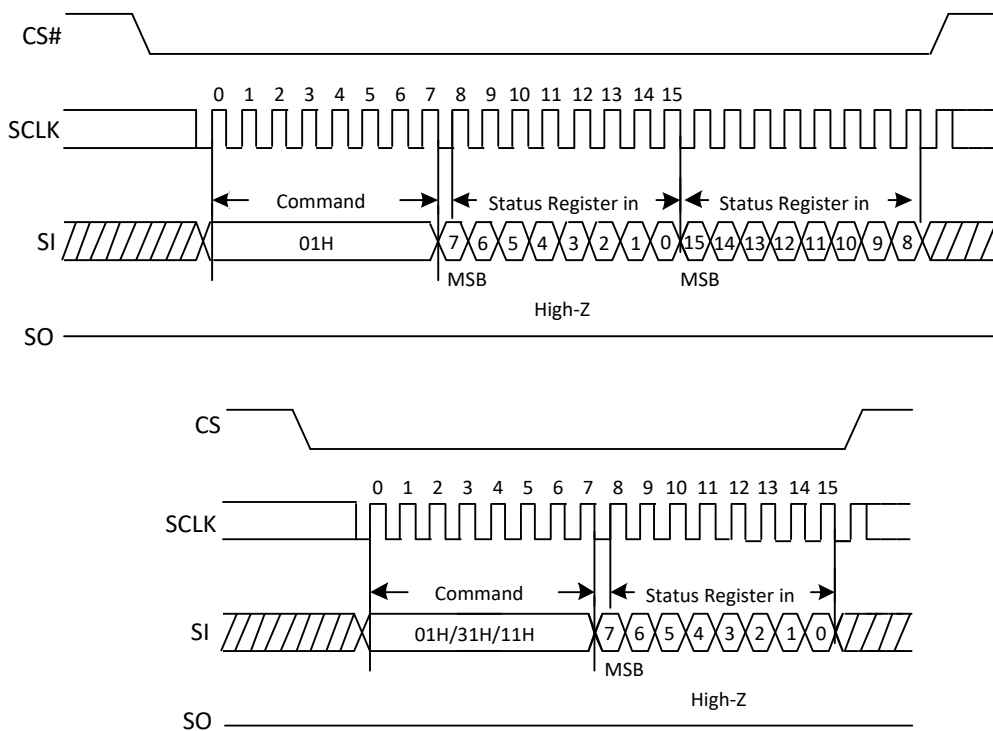 CS#
0 1 2 3 4 5 6 7 8 9 10 11 12 13 14 15
SCLK
Command Status Register in Status Register in
SI 01H 7 6 5 4 3 2 1 0 15 14 13 12 11 10 9 8
MSB MSB
High-Z
SO
CS
0 1 2 3 4 5 6 7 8 9 10 11 12 13 14 15
SCLK
Command Status Register in
SI 01H/31H/11H 7 6 5 4 3 2 1 0
MSB
High-Z
SO